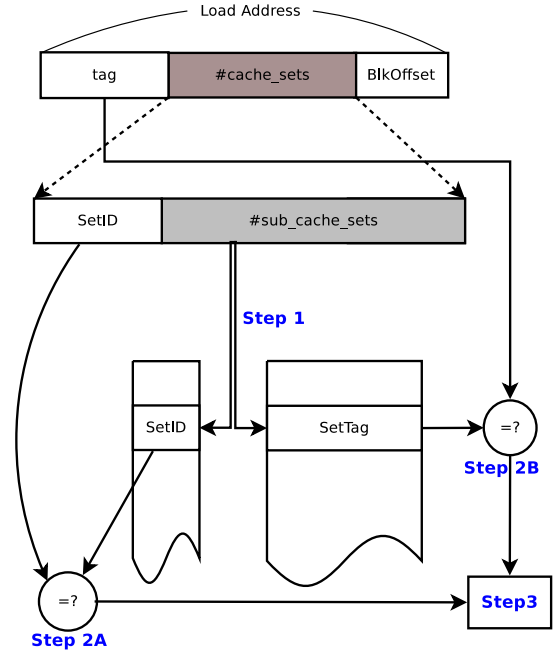 Load Address
tag #cache_sets BlkOffset
SetID #sub_cache_sets
Step 1
SetID SetTag =?
Step 2B
=? Step3
Step 2A